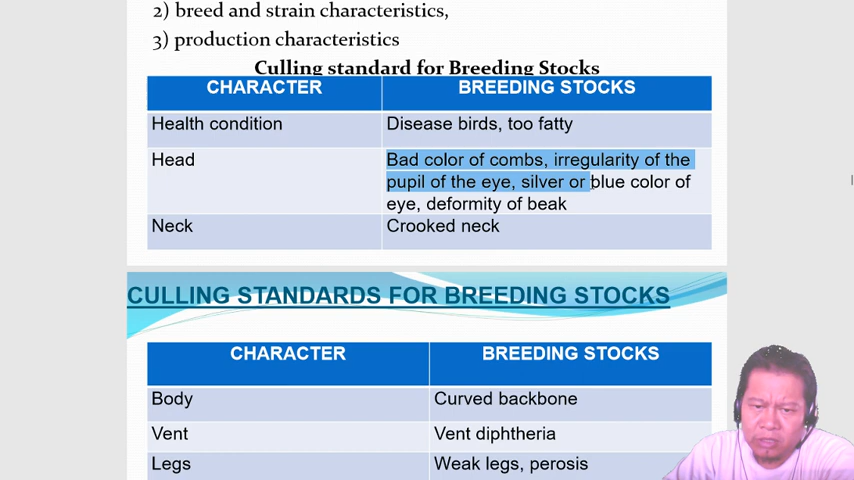 2) breed and strain characteristics,
3) production characteristics
Culling standard for Breeding Stocks
CHARACTER BREEDING STOCKS
Health condition Disease birds, too fatty
Head Bad color of combs, irregularity of the
pupil of the eye, silver or blue color of
eye, deformity of beak
Neck Crooked neck
CULLING STANDARDS FOR BREEDING STOCKS
CHARACTER BREEDING STOCKS
Body Curved backbone
Vent Vent diphtheria
Legs Weak legs, perosis